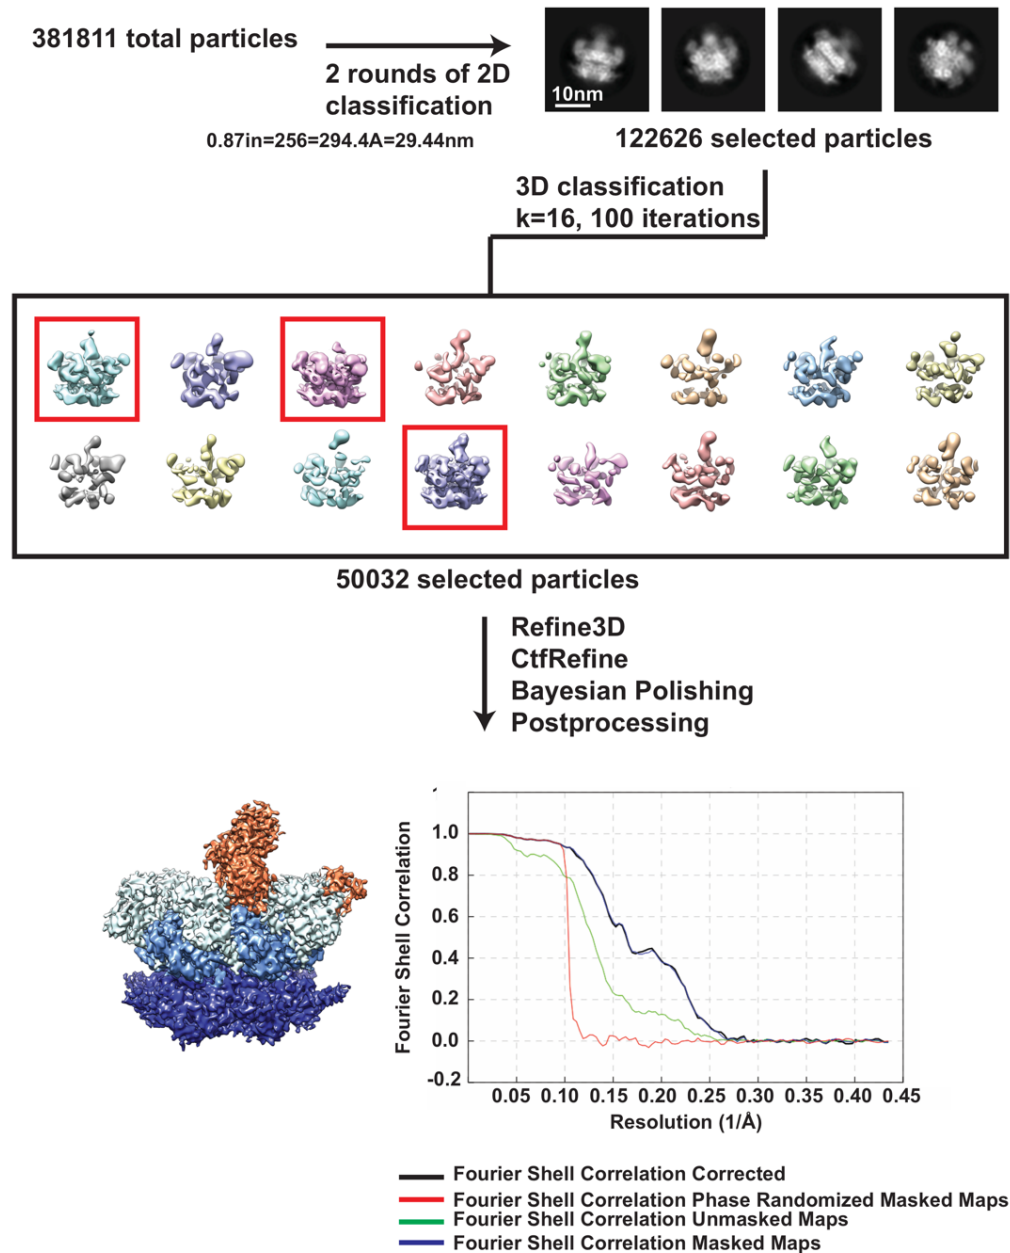 381811 total particles
2 rounds of 2D
classification
0.87in=256=294.4A=29.44nm
10nm
122626 selected particles
3D classification
k=16, 100 iterations
50032 selected particles
Refine3D
CtfRefine
Bayesian Polishing
Postprocessing
Fourier Shell Correlation
1.0
0.8
0.6
0.4
0.2
0.0
-0.2
0.05 0.10 0.15 0.20 0.25 0.30 0.35 0.40 0.45
Resolution (1/Å)
Fourier Shell Correlation Corrected
Fourier Shell Correlation Phase Randomized Masked Maps
Fourier Shell Correlation Unmasked Maps
Fourier Shell Correlation Masked Maps